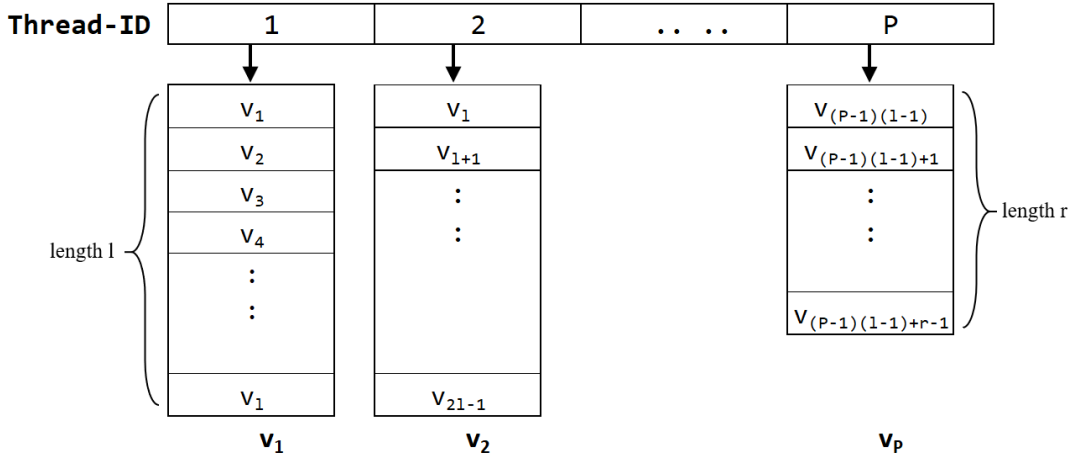 Thread-ID 1 2 .. .. P
v₁ vₗ v₍P-1₎₍l-1₎
v₂ vₗ₊₁ v₍P-1₎₍l-1₎+1
v₃ : :
v₄ : :
length l
length r
:
:
v₍P-1₎₍l-1₎+r-1
vₗ v₂ₗ₋₁
v₁ v₂ vP